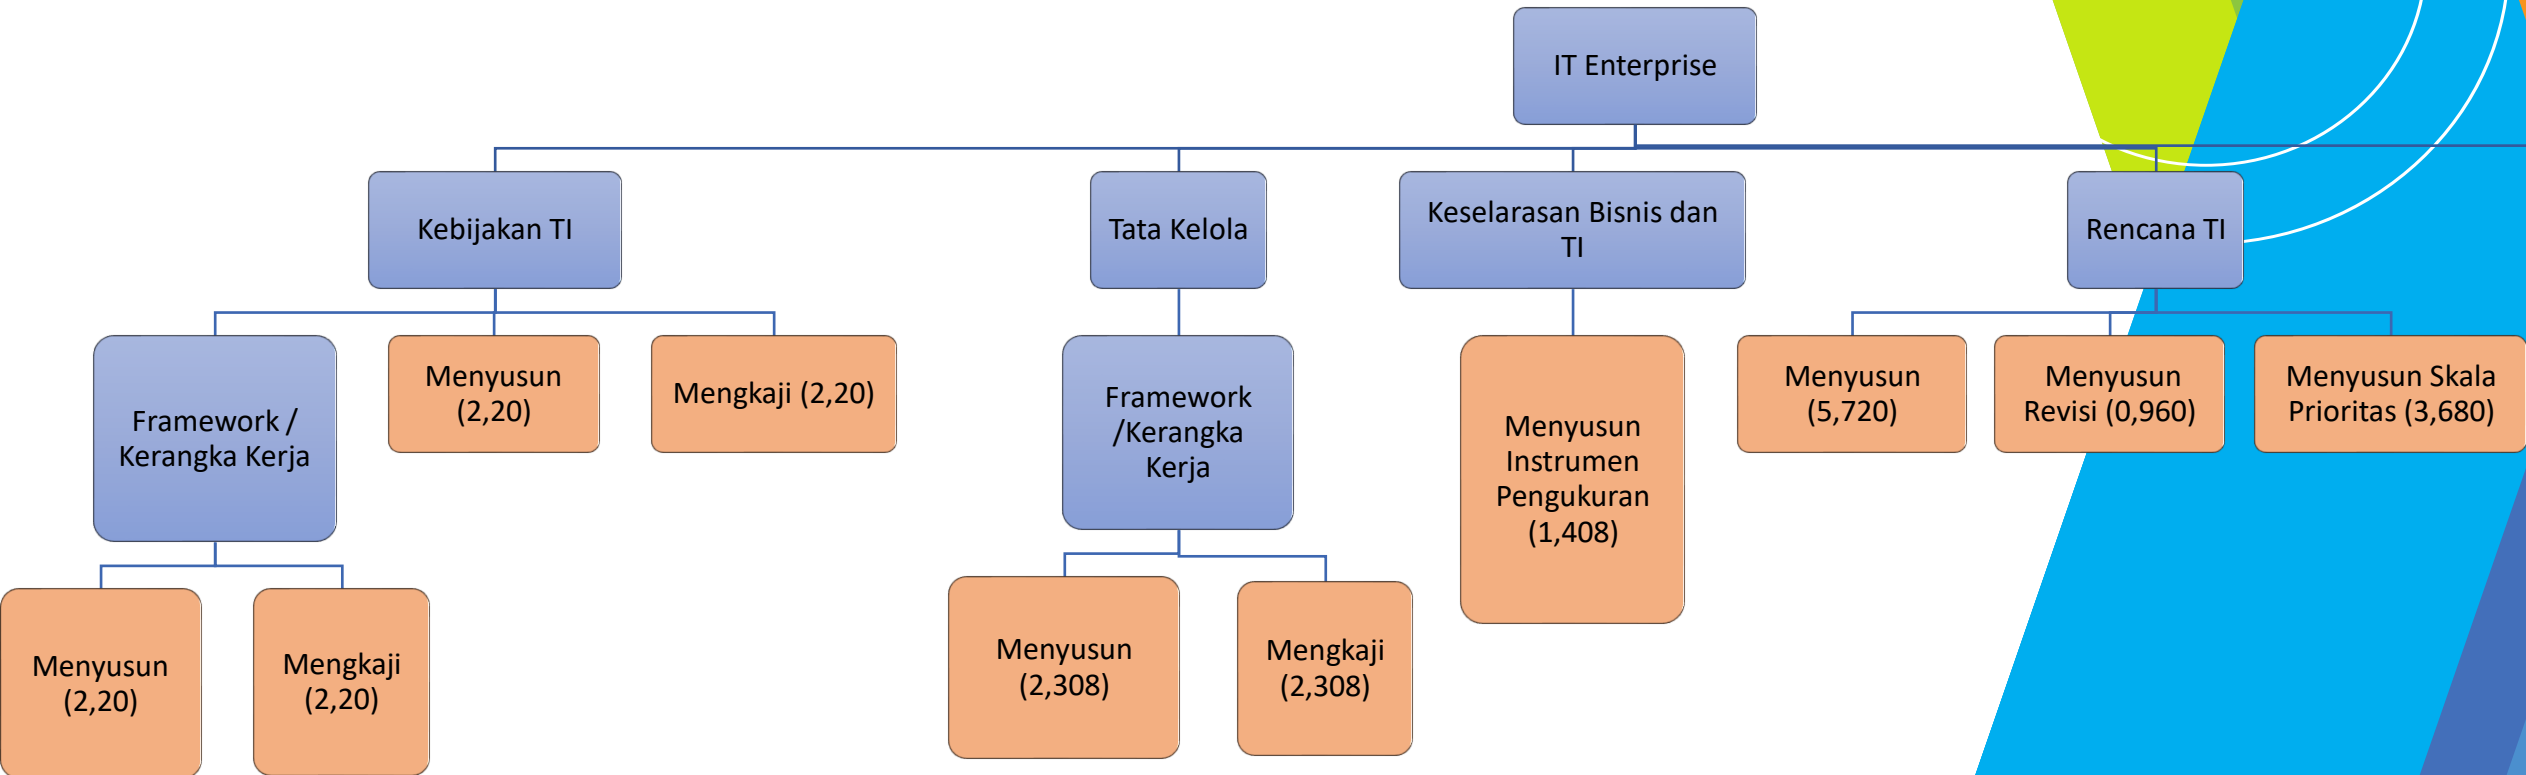 IT Enterprise
Kebijakan TI
Tata Kelola
Keselarasan Bisnis dan
TI
Rencana TI
Framework /
Kerangka Kerja
Menyusun
(2,20)
Mengkaji (2,20)
Framework
/Kerangka
Kerja
Menyusun
Instrumen
Pengukuran
(1,408)
Menyusun
(5,720)
Menyusun
Revisi (0,960)
Menyusun Skala
Prioritas (3,680)
Menyusun
(2,20)
Mengkaji
(2,20)
Menyusun
(2,308)
Mengkaji
(2,308)